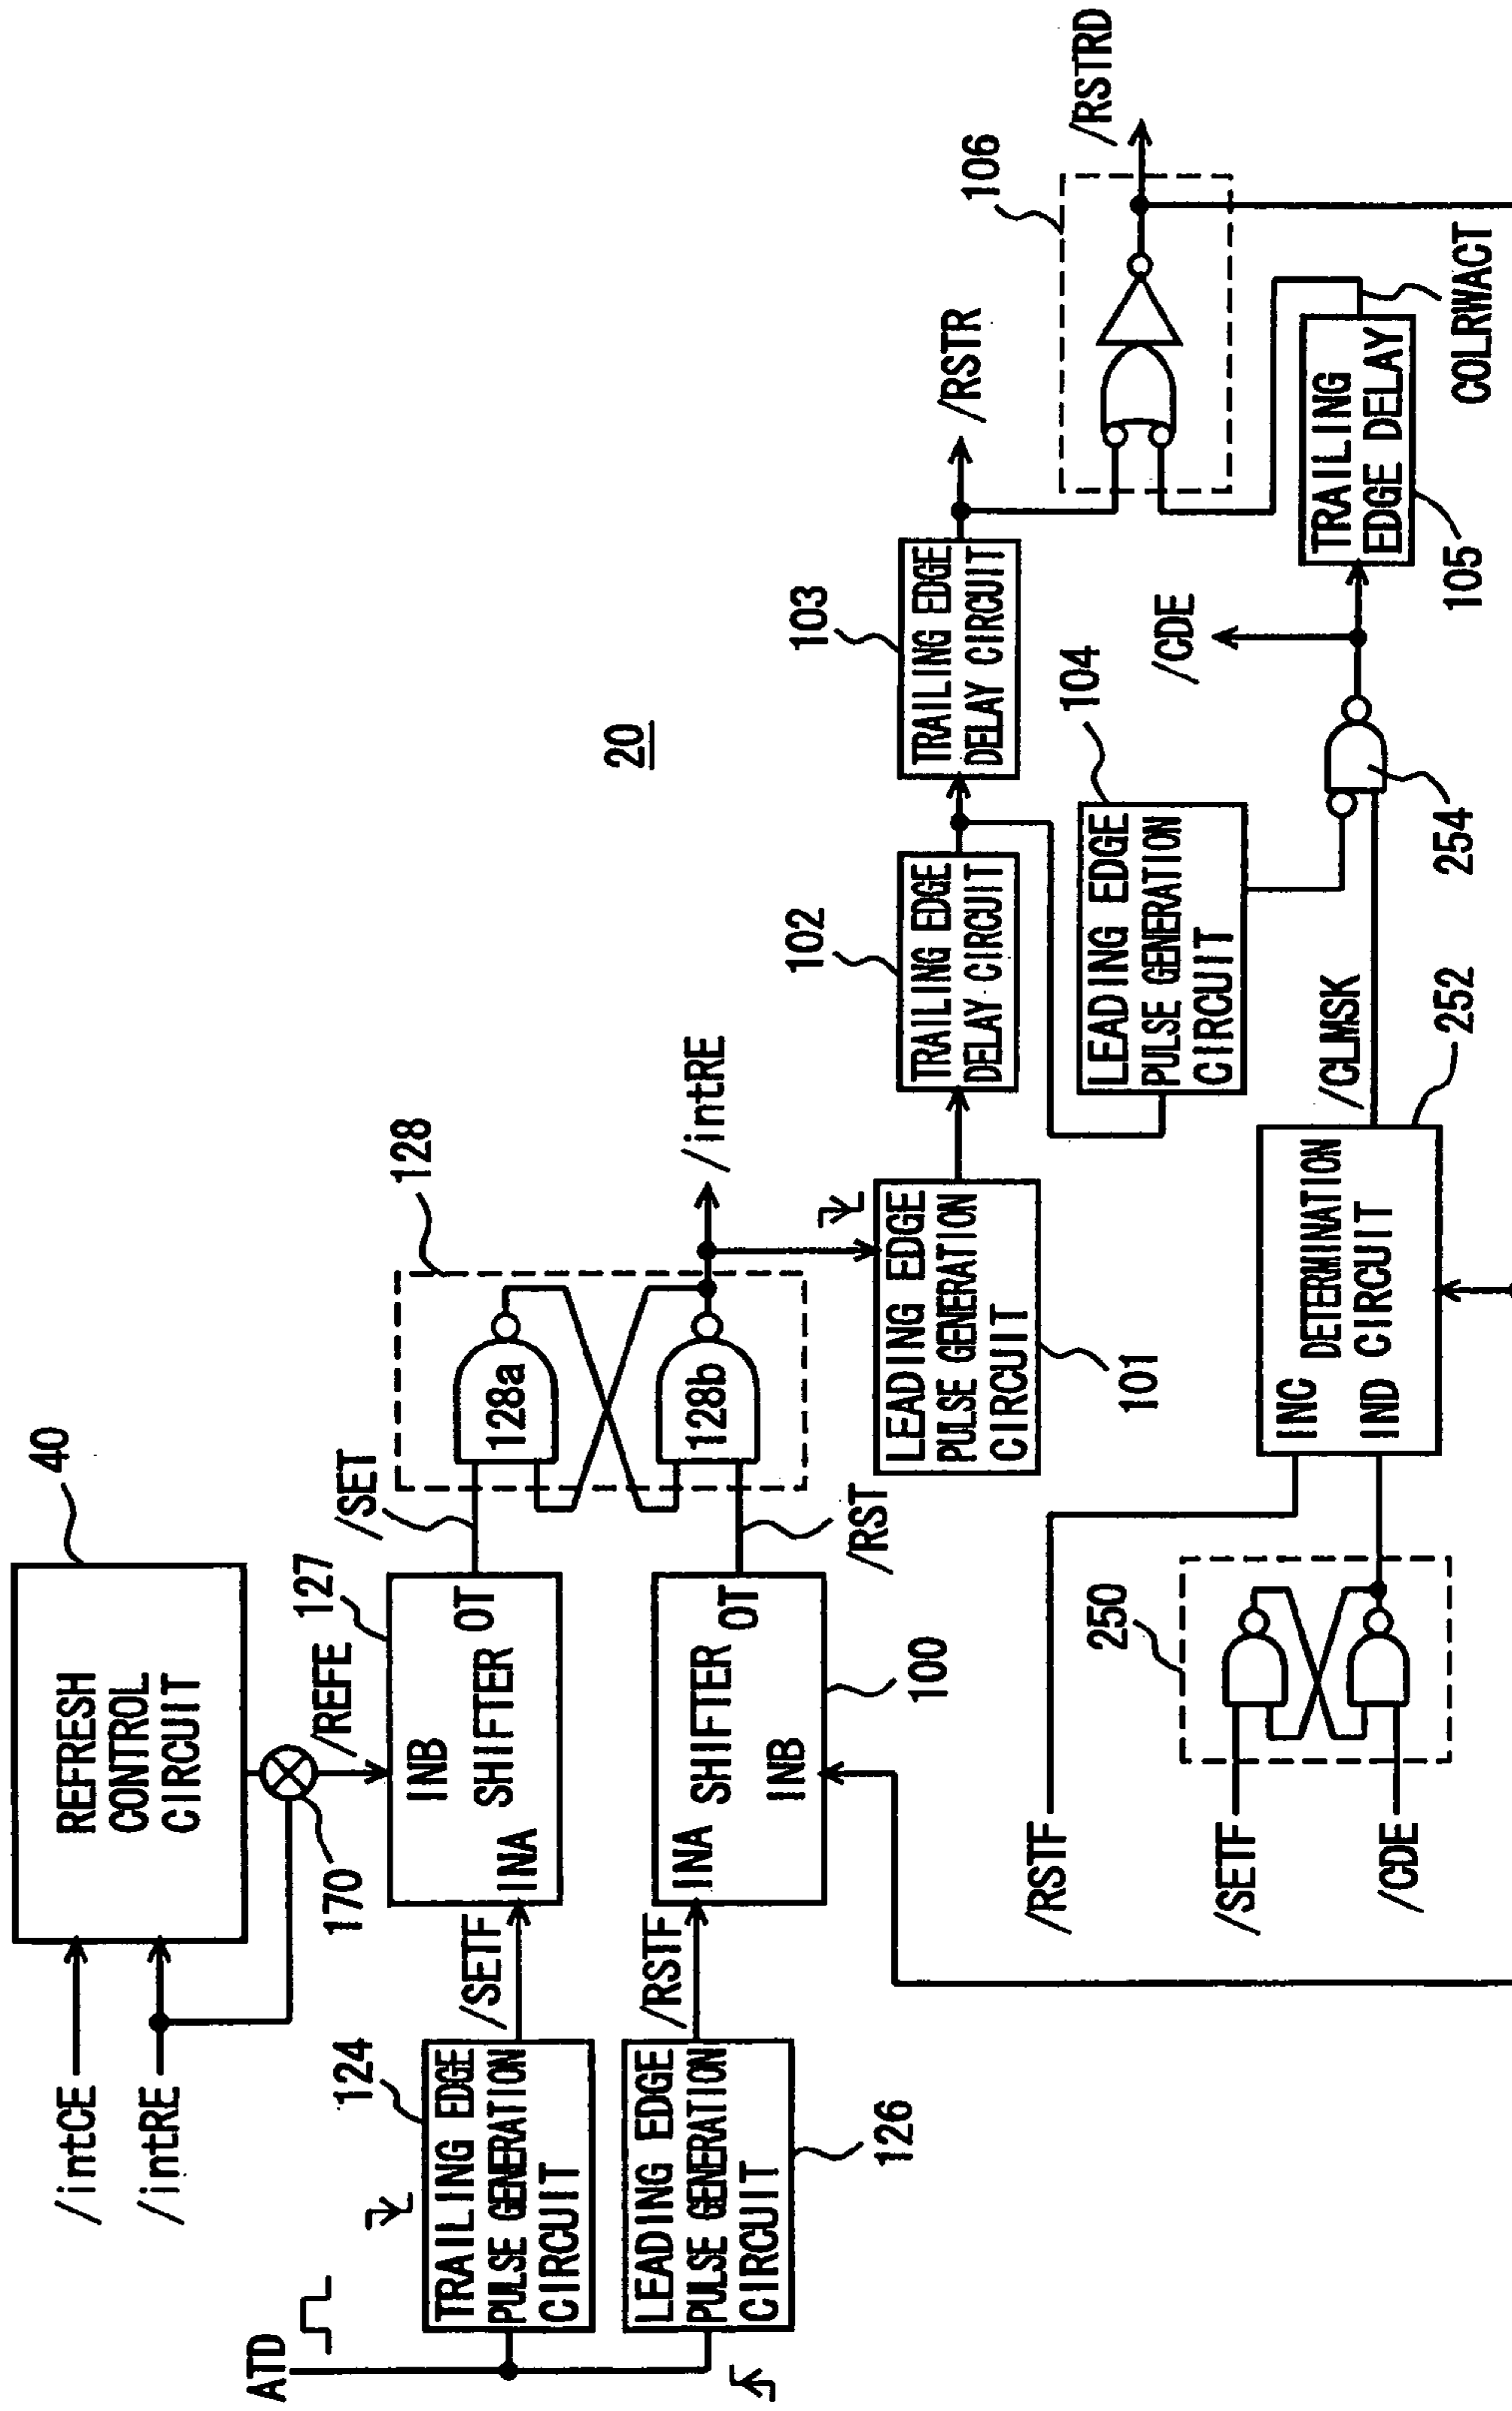 /intCE
/intRE
REFRESH
CONTROL
CIRCUIT
40
170
/REFE
127
ATD
124
TRAILING EDGE
PULSE GENERATION
CIRCUIT
/SETF
INA
INB
SHIFTER
OT
/SET
LEADING EDGE
PULSE GENERATION
CIRCUIT
126
/RSTF
INA
SHIFTER
INB
OT
100
/RST
128
128a
128b
/intRE
20
LEADING EDGE
PULSE GENERATION
CIRCUIT
101
102
TRAILING EDGE
DELAY CIRCUIT
103
TRAILING EDGE
DELAY CIRCUIT
/RSTR
106
/RSTRD
104
LEADING EDGE
PULSE GENERATION
CIRCUIT
/CDE
TRAILING
EDGE DELAY
105
COLRWACT
254
/CLMSK
252
INC
IND
DETERMINATION
CIRCUIT
250
/RSTF
/SETF
/CDE